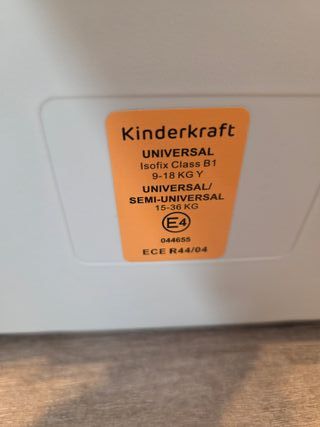 Kinderkraft
UNIVERSAL
Isofix Class B1
9-18 KG Y
UNIVERSAL/
SEMI-UNIVERSAL
15-36 KG
E4
044655
ECE R44/04